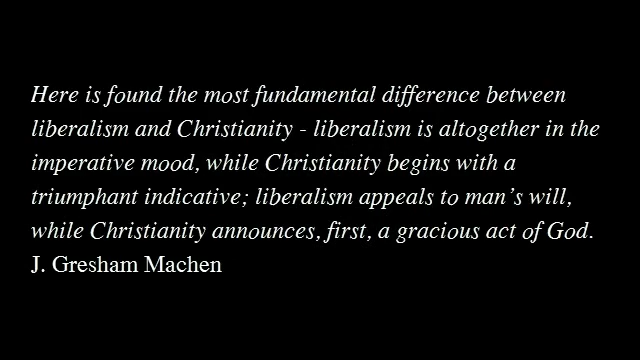 Here is found the most fundamental difference between
liberalism and Christianity - liberalism is altogether in the
imperative mood, while Christianity begins with a
triumphant indicative; liberalism appeals to man’s will,
while Christianity announces, first, a gracious act of God.
J. Gresham Machen